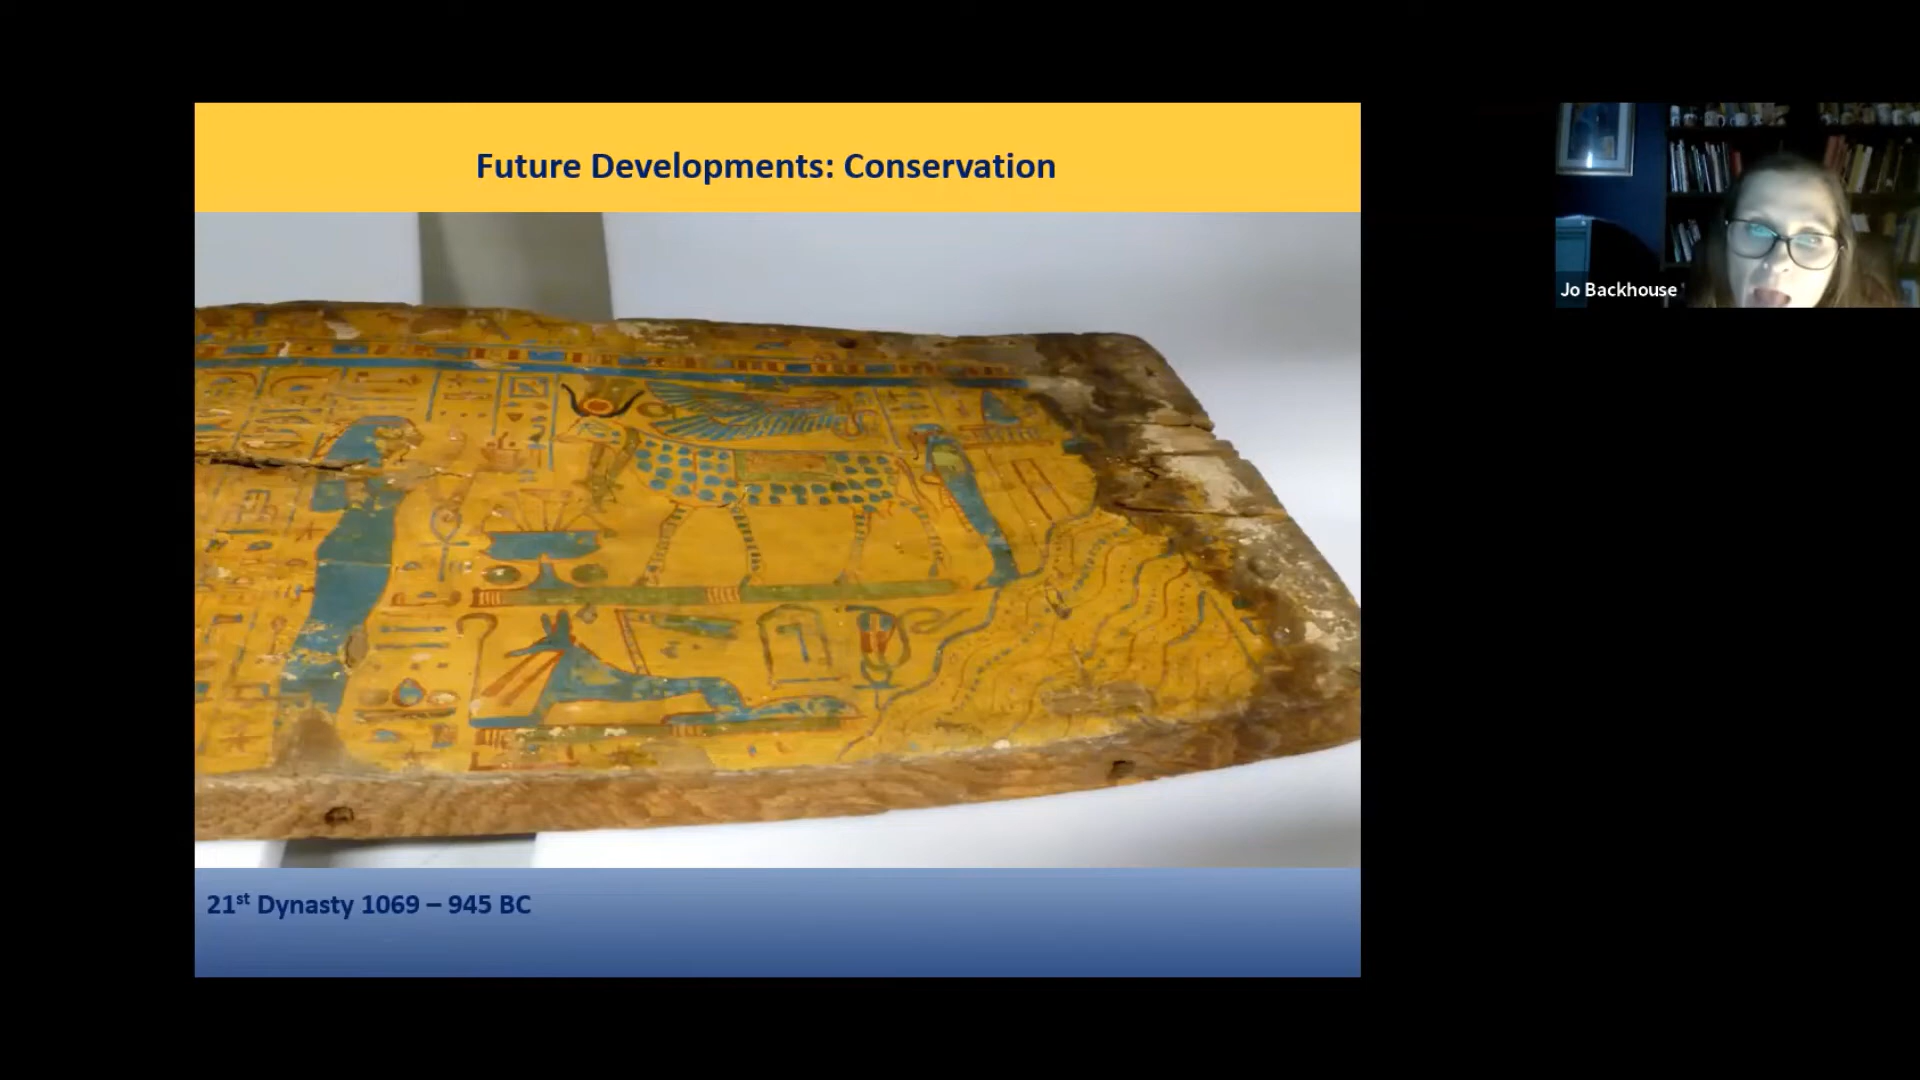 Future Developments: Conservation
Jo Backhouse
21st Dynasty 1069 – 945 BC